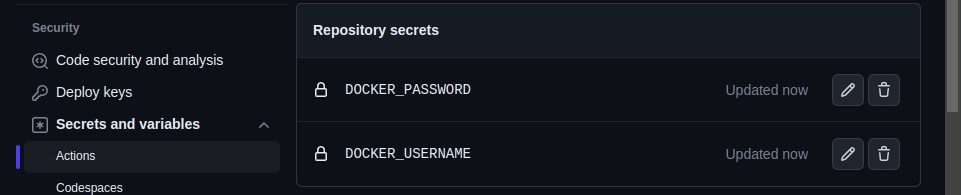 Security
Code security and analysis
Deploy keys
Secrets and variables
Actions
Codespaces
Repository secrets
DOCKER_PASSWORD Updated now
DOCKER_USERNAME Updated now